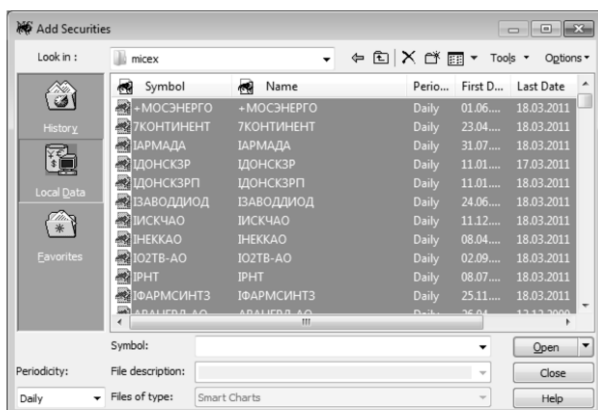 Add Securities
Look in :
micex
Tools
Options
Symbol Name Perio... First D... Last Date
+МОСЭНЕРГО +МОСЭНЕРГО Daily 01.06.... 18.03.2011
7КОНТИНЕНТ 7КОНТИНЕНТ Daily 23.04.... 18.03.2011
IАРМАДА IАРМАДА Daily 31.07.... 18.03.2011
IДОНСКЗР IДОНСКЗР Daily 11.01.... 17.03.2011
IДОНСКЗРП IДОНСКЗРП Daily 11.01.... 18.03.2011
IЗАВОДДИОД IЗАВОДДИОД Daily 24.06.... 18.03.2011
IИСКЧАО IИСКЧАО Daily 11.12.... 18.03.2011
IНЕККАО IНЕККАО Daily 08.04.... 18.03.2011
IО2ТВ-АО IО2ТВ-АО Daily 02.09.... 18.03.2011
IРНТ IРНТ Daily 08.07.... 18.03.2011
IФАРМСИНТЗ IФАРМСИНТЗ Daily 25.11.... 18.03.2011
History
Local Data
Favorites
Symbol:
Open
Periodicity:
File description:
Close
Daily
Files of type:
Smart Charts
Help